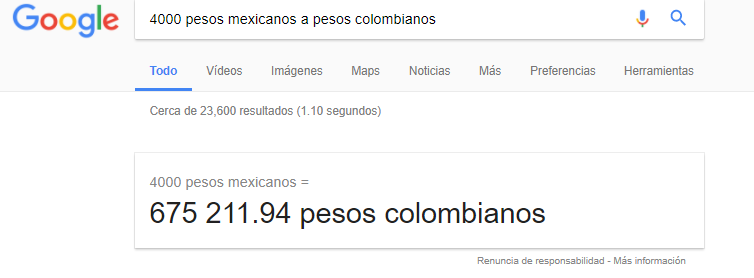 Google
4000 pesos mexicanos a pesos colombianos
Todo Vídeos Imágenes Maps Noticias Más Preferencias Herramientas
Cerca de 23,600 resultados (1.10 segundos)
4000 pesos mexicanos =
675 211.94 pesos colombianos
Renuncia de responsabilidad - Más información